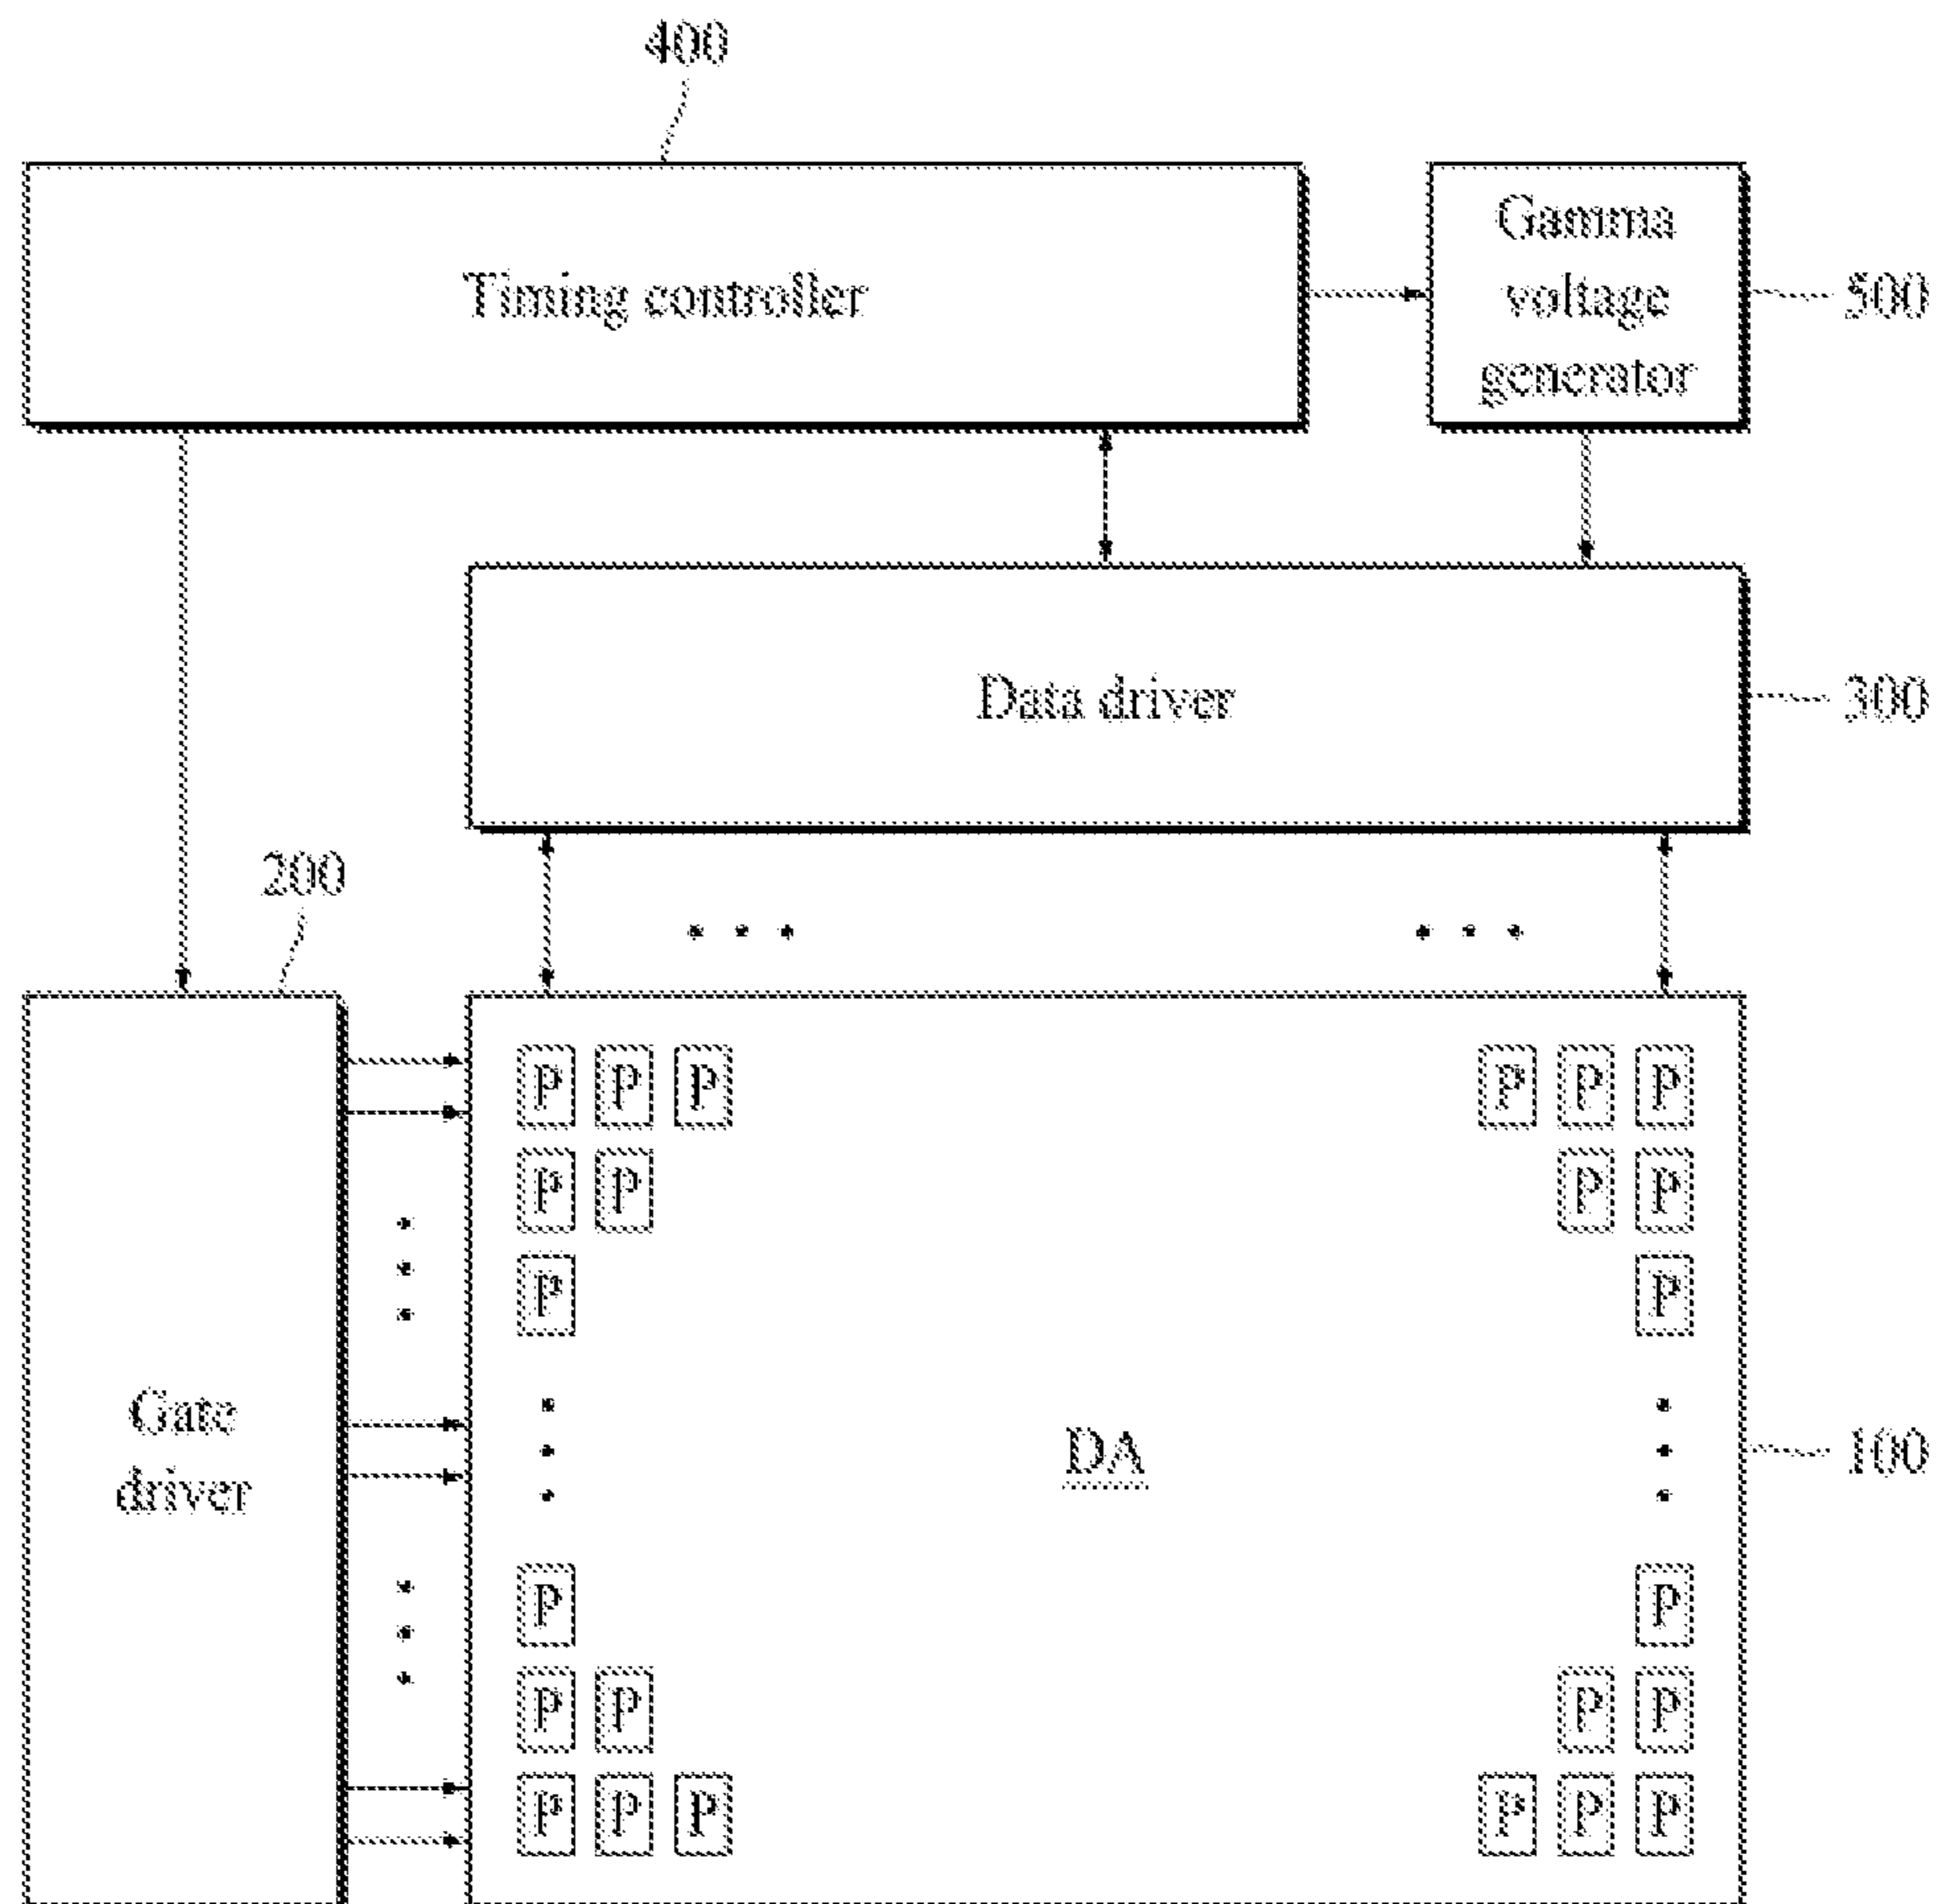 400
Timing controller
Gamma
voltage
generator
500
Data driver
300
200
P P P P P P
P P P P
P P
Gate
driver
DA
100
P P
P P P P
P P P P P P